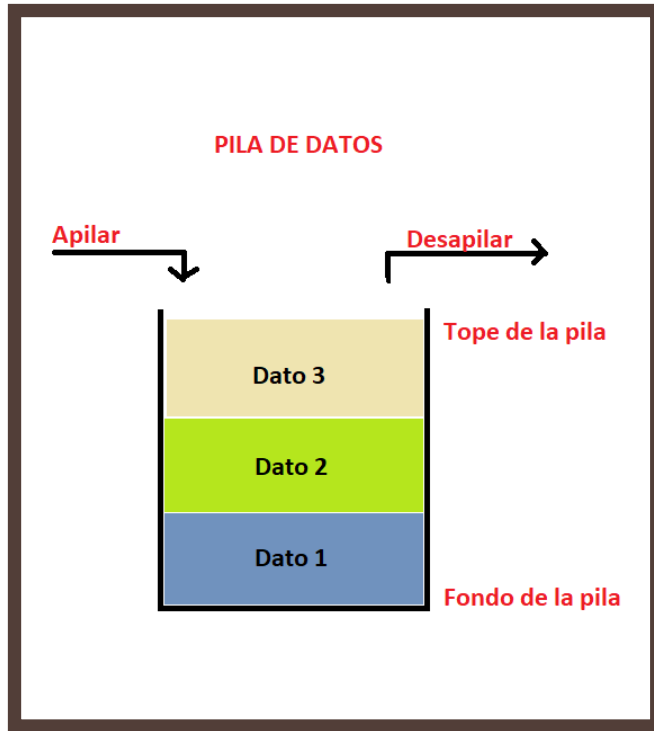 PILA DE DATOS
Apilar
Desapilar
Tope de la pila
Dato 3
Dato 2
Dato 1
Fondo de la pila